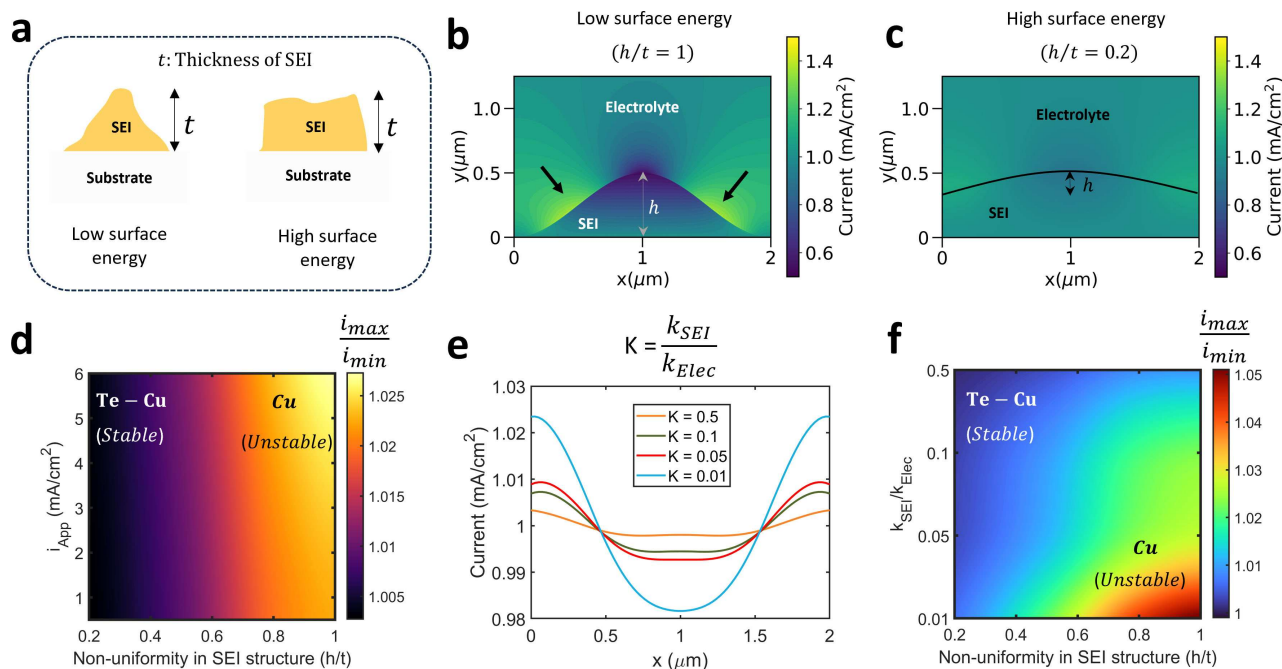 a
t: Thickness of SEI
SEI
t
Substrate
Low surface
energy
SEI
t
Substrate
High surface
energy
b
Low surface energy
(h/t = 1)
Electrolyte
h
SEI
y(μm)
1.0
0.5
0
0
1
2
x(μm)
1.4
1.2
1.0
0.8
0.6
Current (mA/cm²)
c
High surface energy
(h/t = 0.2)
Electrolyte
h
SEI
y(μm)
1.0
0.5
0
0
1
2
x(μm)
1.4
1.2
1.0
0.8
0.6
Current (mA/cm²)
d
i_max
i_min
Te − Cu
(Stable)
Cu
(Unstable)
i_App (mA/cm²)
6
5
4
3
2
1
0.2
0.4
0.6
0.8
1
Non-uniformity in SEI structure (h/t)
1.025
1.02
1.015
1.01
1.005
e
K = k_SEI
k_Elec
K = 0.5
K = 0.1
K = 0.05
K = 0.01
Current (mA/cm²)
1.03
1.02
1.01
1
0.99
0.98
0
0.5
1
1.5
2
x (μm)
f
i_max
i_min
Te − Cu
(Stable)
Cu
(Unstable)
k_SEI/k_Elec
0.5
0.1
0.05
0.01
0.2
0.4
0.6
0.8
1
Non-uniformity in SEI structure (h/t)
1.05
1.04
1.03
1.02
1.01
1